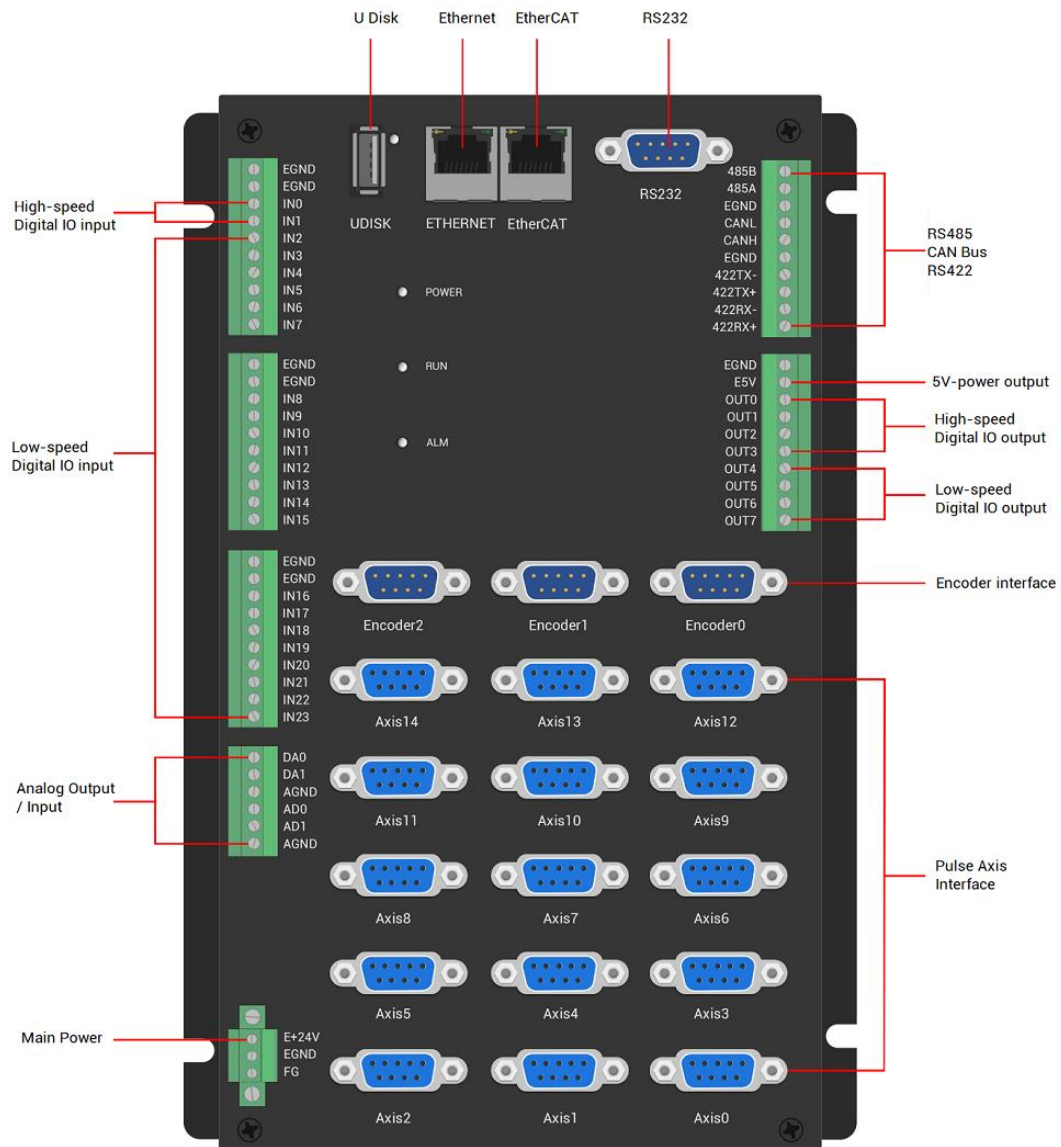 U Disk
Ethernet
EtherCAT
RS232
UDISK
ETHERNET
EtherCAT
RS232
High-speed
Digital IO input
EGND
EGND
IN0
IN1
IN2
IN3
IN4
IN5
IN6
IN7
POWER
RUN
ALM
485B
485A
EGND
CANL
CANH
EGND
422TX-
422TX+
422RX-
422RX+
RS485
CAN Bus
RS422
Low-speed
Digital IO input
EGND
EGND
IN8
IN9
IN10
IN11
IN12
IN13
IN14
IN15
EGND
E5V
OUT0
OUT1
OUT2
OUT3
OUT4
OUT5
OUT6
OUT7
5V-power output
High-speed
Digital IO output
Low-speed
Digital IO output
EGND
EGND
IN16
IN17
IN18
IN19
IN20
IN21
IN22
IN23
Encoder2
Encoder1
Encoder0
Encoder interface
Axis14
Axis13
Axis12
Analog Output
/ Input
DA0
DA1
AGND
AD0
AD1
AGND
Axis11
Axis10
Axis9
Axis8
Axis7
Axis6
Pulse Axis
Interface
Axis5
Axis4
Axis3
Main Power
E+24V
EGND
FG
Axis2
Axis1
Axis0